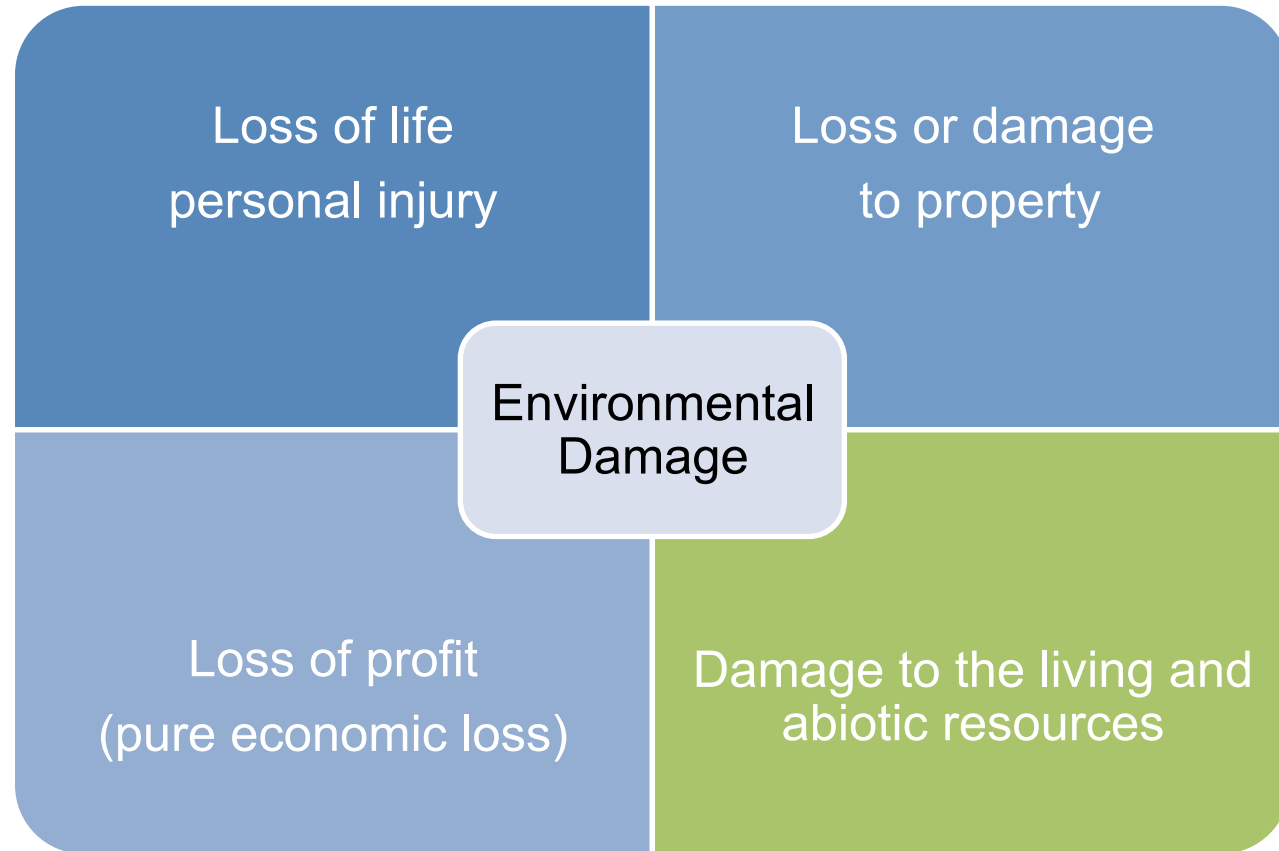 Loss of life
personal injury
Loss or damage
to property
Environmental
Damage
Loss of profit
(pure economic loss)
Damage to the living and
abiotic resources